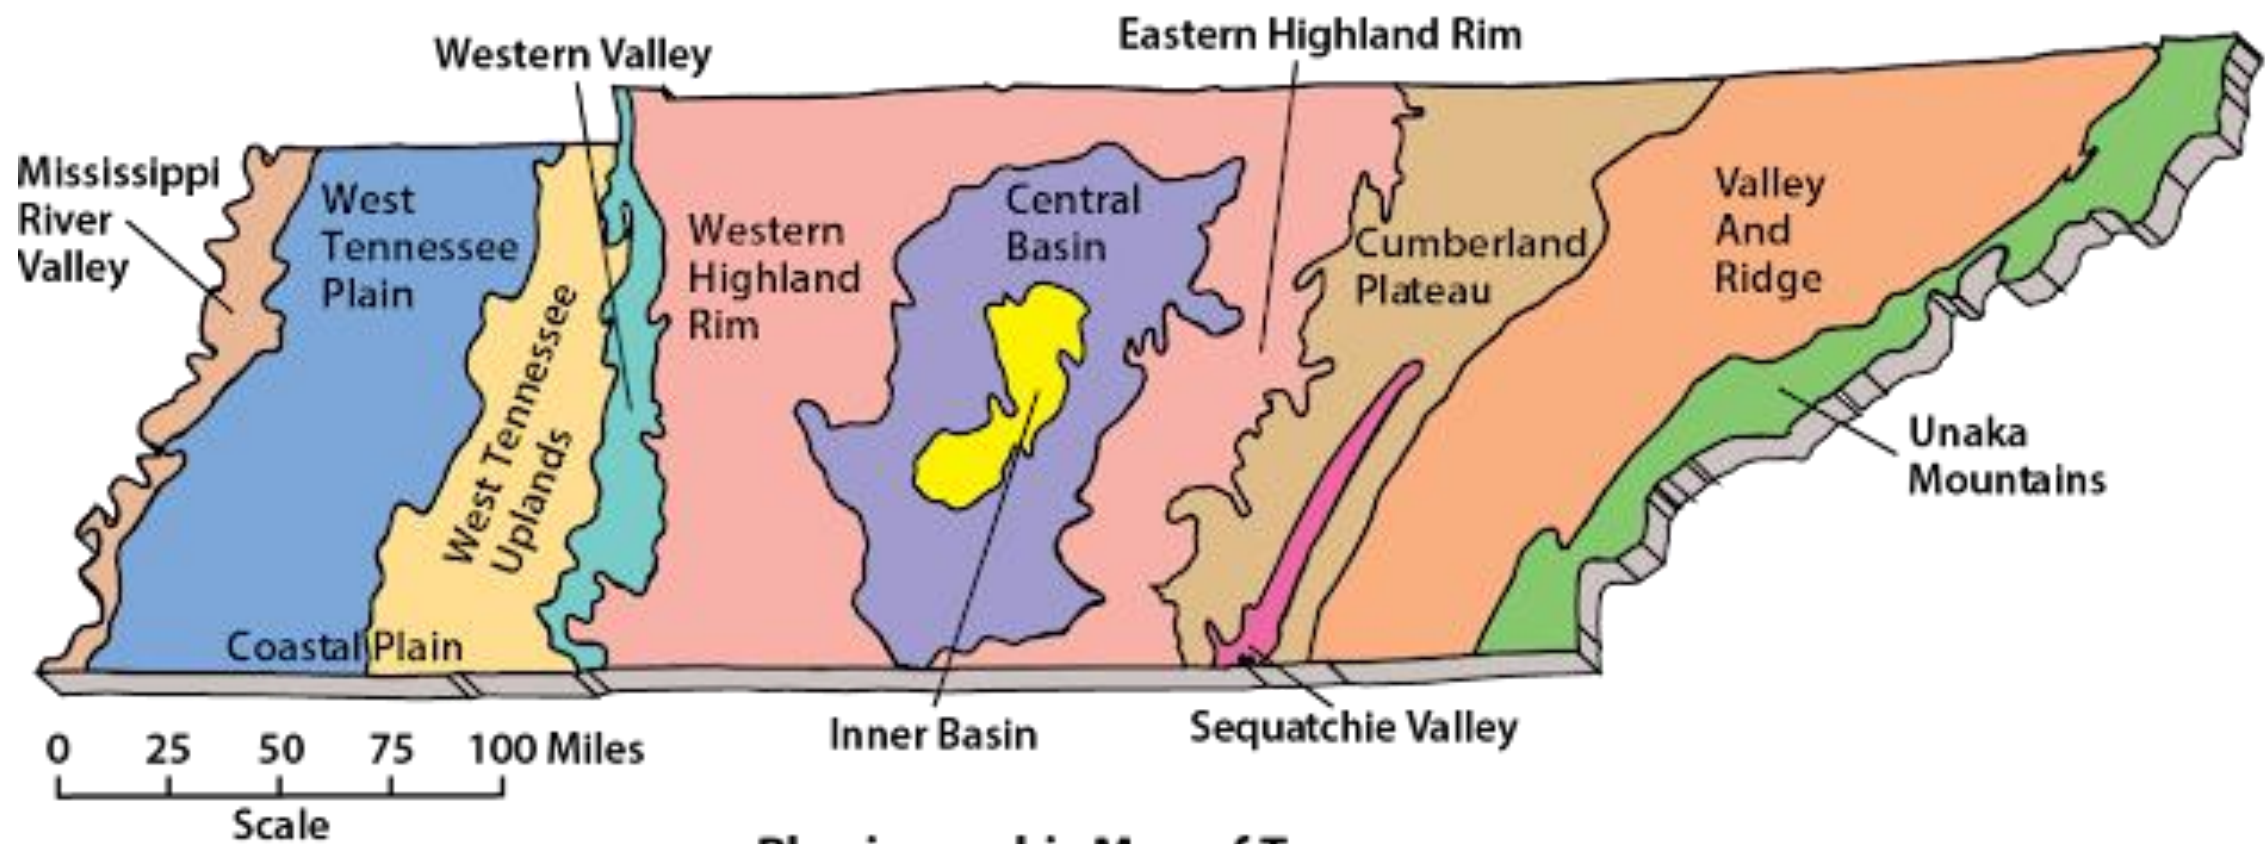 Eastern Highland Rim
Western Valley
Mississippi
River
Valley
West
Tennessee
Plain
West Tennessee
Uplands
Western
Highland
Rim
Central
Basin
Cumberland
Plateau
Valley
And
Ridge
Unaka
Mountains
Coastal Plain
Inner Basin
Sequatchie Valley
0 25 50 75 100 Miles
Scale